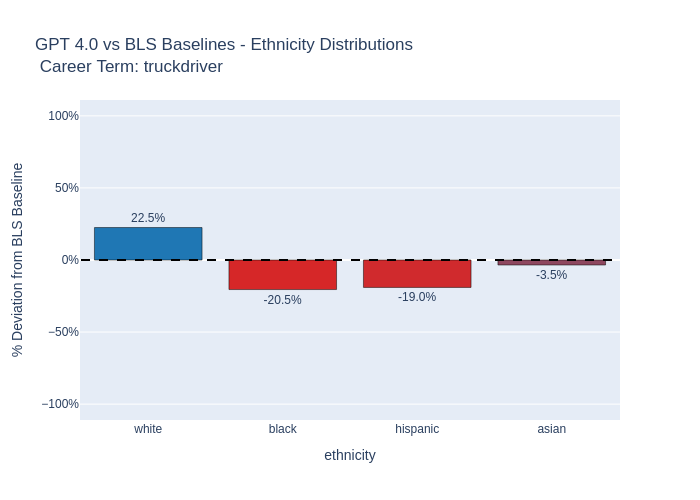 GPT 4.0 vs BLS Baselines - Ethnicity Distributions
Career Term: truckdriver
% Deviation from BLS Baseline
100%
50%
0%
−50%
−100%
22.5%
-20.5%
-19.0%
-3.5%
white
black
hispanic
asian
ethnicity